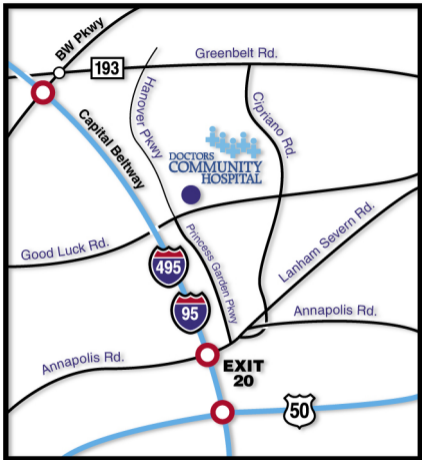 BW Pkwy
Greenbelt Rd.
193
Hanover Pkwy
Cipriano Rd.
Capital Beltway
DOCTORS
COMMUNITY
HOSPITAL
Good Luck Rd.
Princess Garden Pkwy
Lanham Severn Rd.
495
95
Annapolis Rd.
Annapolis Rd.
EXIT
20
50